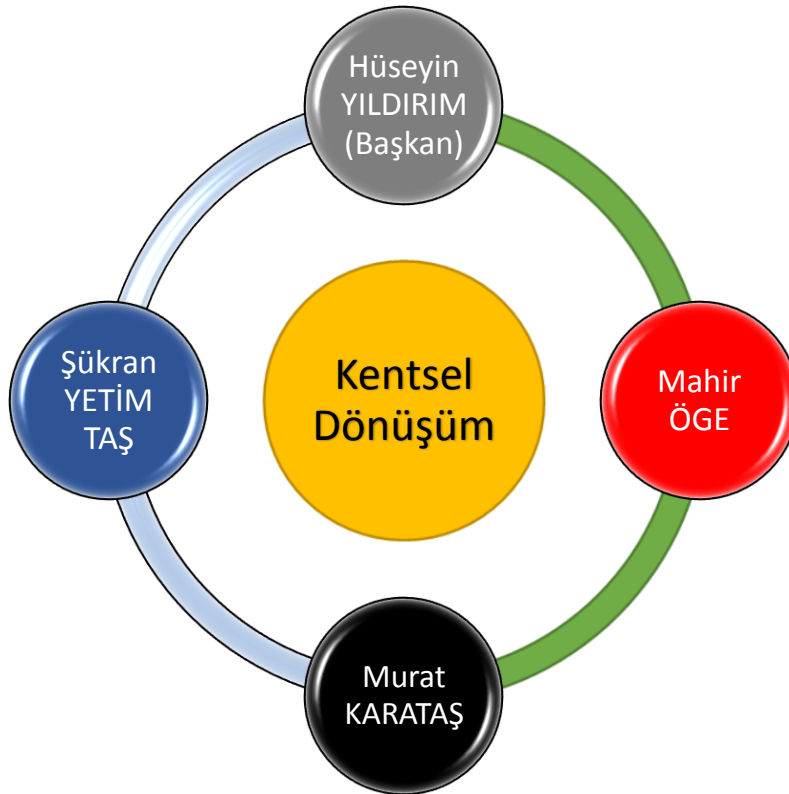 Hüseyin
YILDIRIM
(Başkan)
Şükran
YETİM
TAŞ
Kentsel
Dönüşüm
Mahir
ÖGE
Murat
KARATAŞ